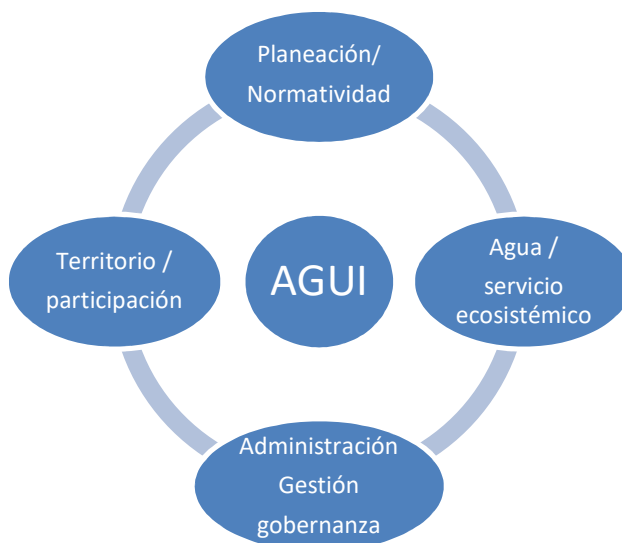 Planeación/
Normatividad
Territorio /
participación
AGUI
Agua /
servicio
ecosistémico
Administración
Gestión
gobernanza